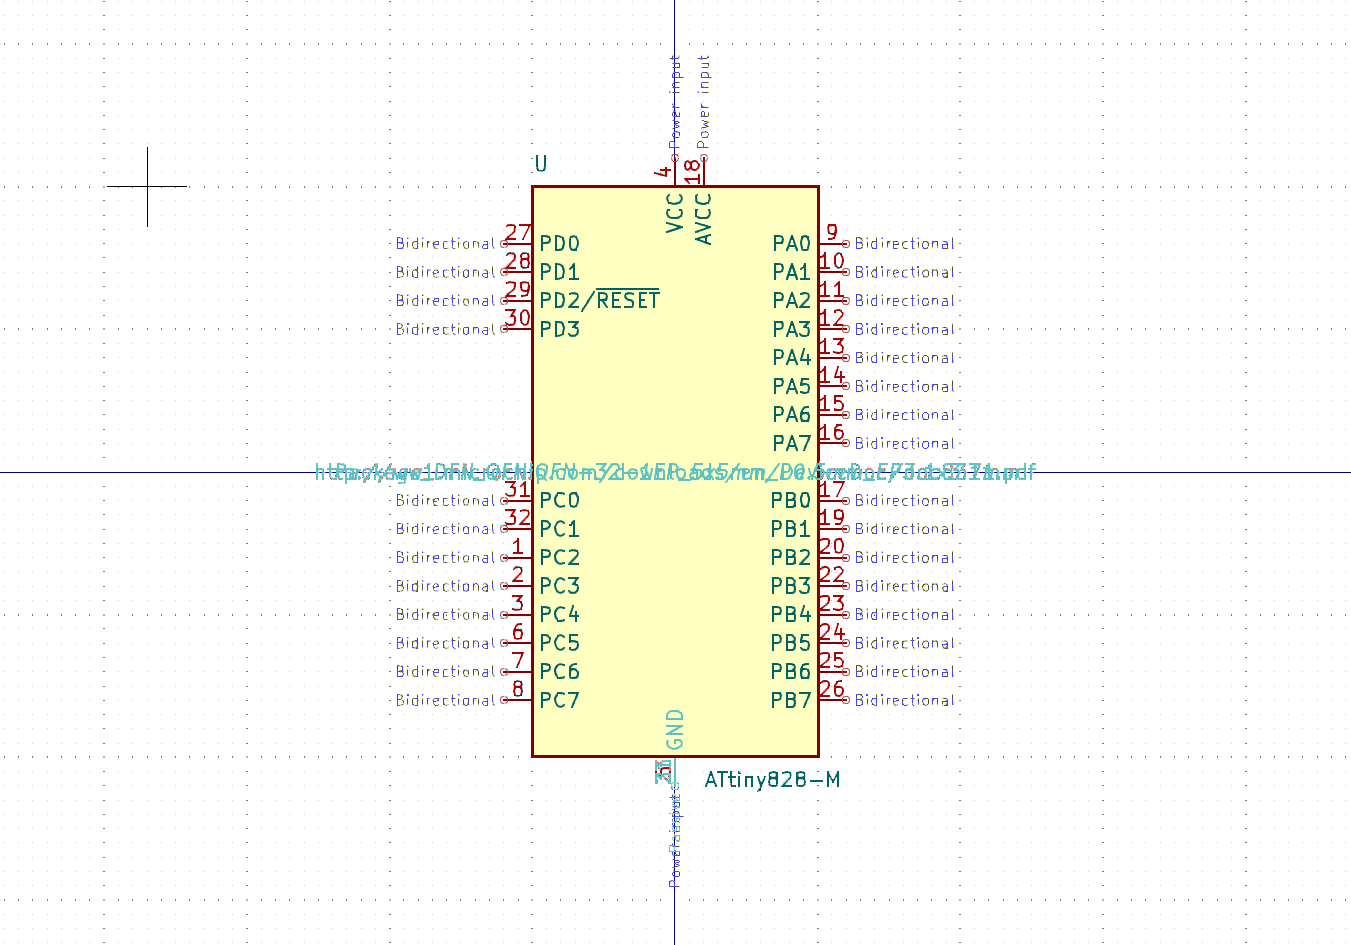 Power input
Power input
U
4
18
VCC
AVCC
Bidirectional 27 PD0
PA0 9 Bidirectional
Bidirectional 28 PD1
PA1 10 Bidirectional
Bidirectional 29 PD2/RESET
PA2 11 Bidirectional
Bidirectional 30 PD3
PA3 12 Bidirectional
PA4 13 Bidirectional
PA5 14 Bidirectional
PA6 15 Bidirectional
PA7 16 Bidirectional
Bidirectional 31 PC0
PB0 17 Bidirectional
Bidirectional 32 PC1
PB1 19 Bidirectional
Bidirectional 1 PC2
PB2 20 Bidirectional
Bidirectional 2 PC3
PB3 22 Bidirectional
Bidirectional 3 PC4
PB4 23 Bidirectional
Bidirectional 6 PC5
PB5 24 Bidirectional
Bidirectional 7 PC6
PB6 25 Bidirectional
Bidirectional 8 PC7
PB7 26 Bidirectional
GND
ATtiny828-M